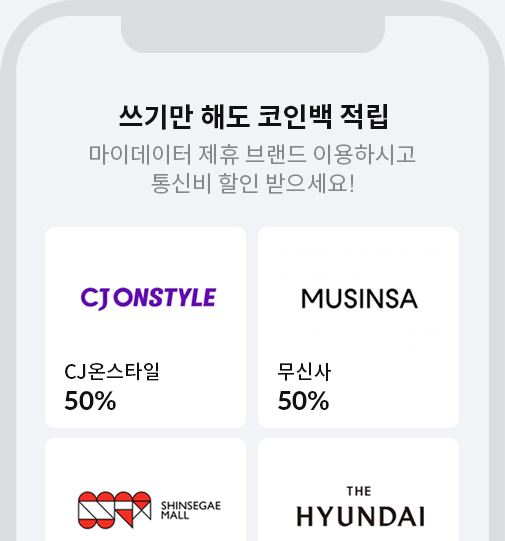 쓰기만 해도 코인백 적립
마이데이터 제휴 브랜드 이용하시고
통신비 할인 받으세요!
CJ ONSTYLE
MUSINSA
CJ온스타일
50%
무신사
50%
SHINSEGAE
MALL
THE
HYUNDAI